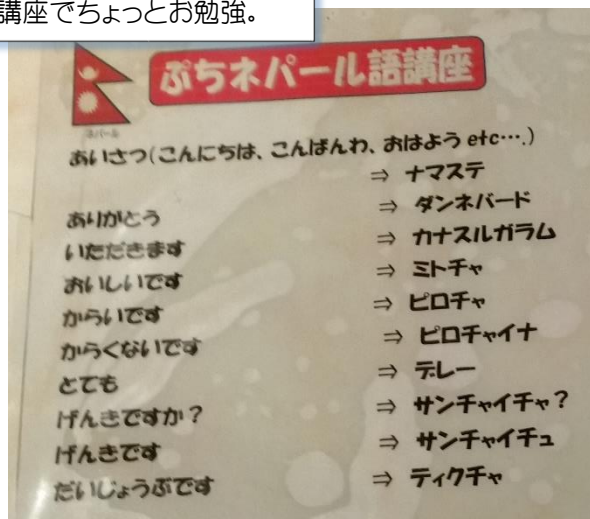 講座でちょっとお勉強。
ぷちネパール語講座
ネパール
あいさつ(こんにちは、こんばんわ、おはよう etc….)
⇒ ナマステ
ありがとう ⇒ ダンネバード
いただきます ⇒ カナスルガラム
おいしいです ⇒ ミトチャ
からいです ⇒ ピロチャ
からくないです ⇒ ピロチャイナ
とても ⇒ デレー
げんきですか? ⇒ サンチャイチャ?
げんきです ⇒ サンチャイチュ
だいじょうぶです ⇒ ティクチャ